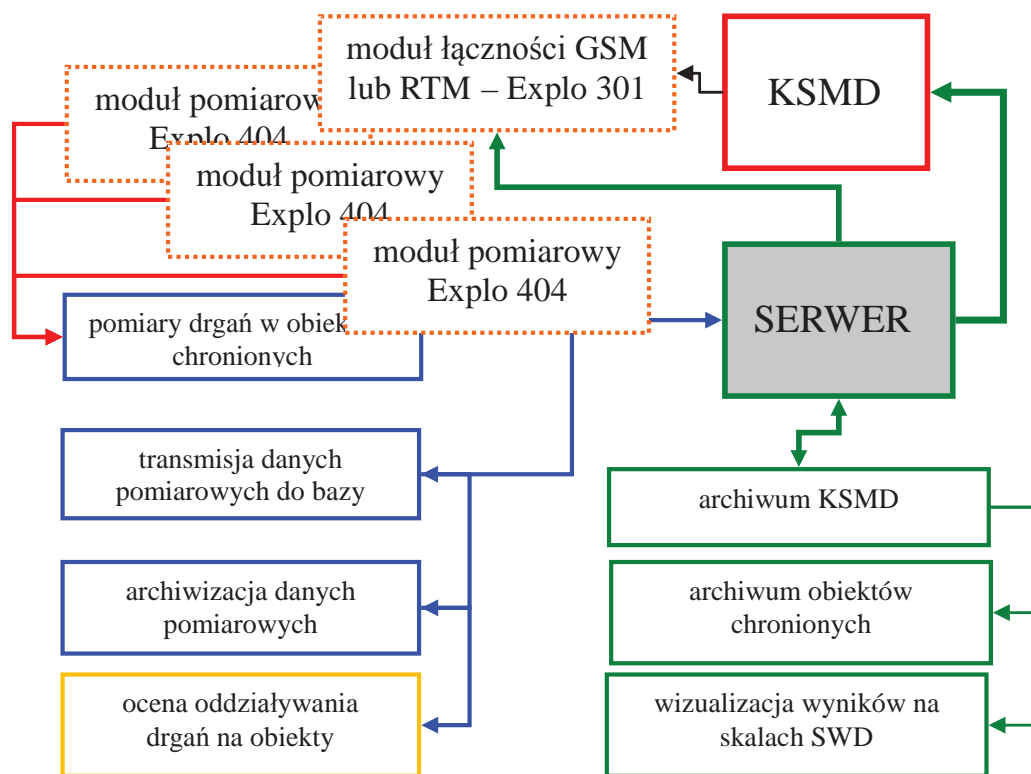 moduł łączności GSM
lub RTM – Explo 301
KSMD
moduł pomiarow
Explo 404
moduł pomiarowy
Explo 404
moduł pomiarowy
Explo 404
SERWER
pomiary drgań w obiek
chronionych
transmisja danych
pomiarowych do bazy
archiwizacja danych
pomiarowych
ocena oddziaływania
drgań na obiekty
archiwum KSMD
archiwum obiektów
chronionych
wizualizacja wyników na
skalach SWD